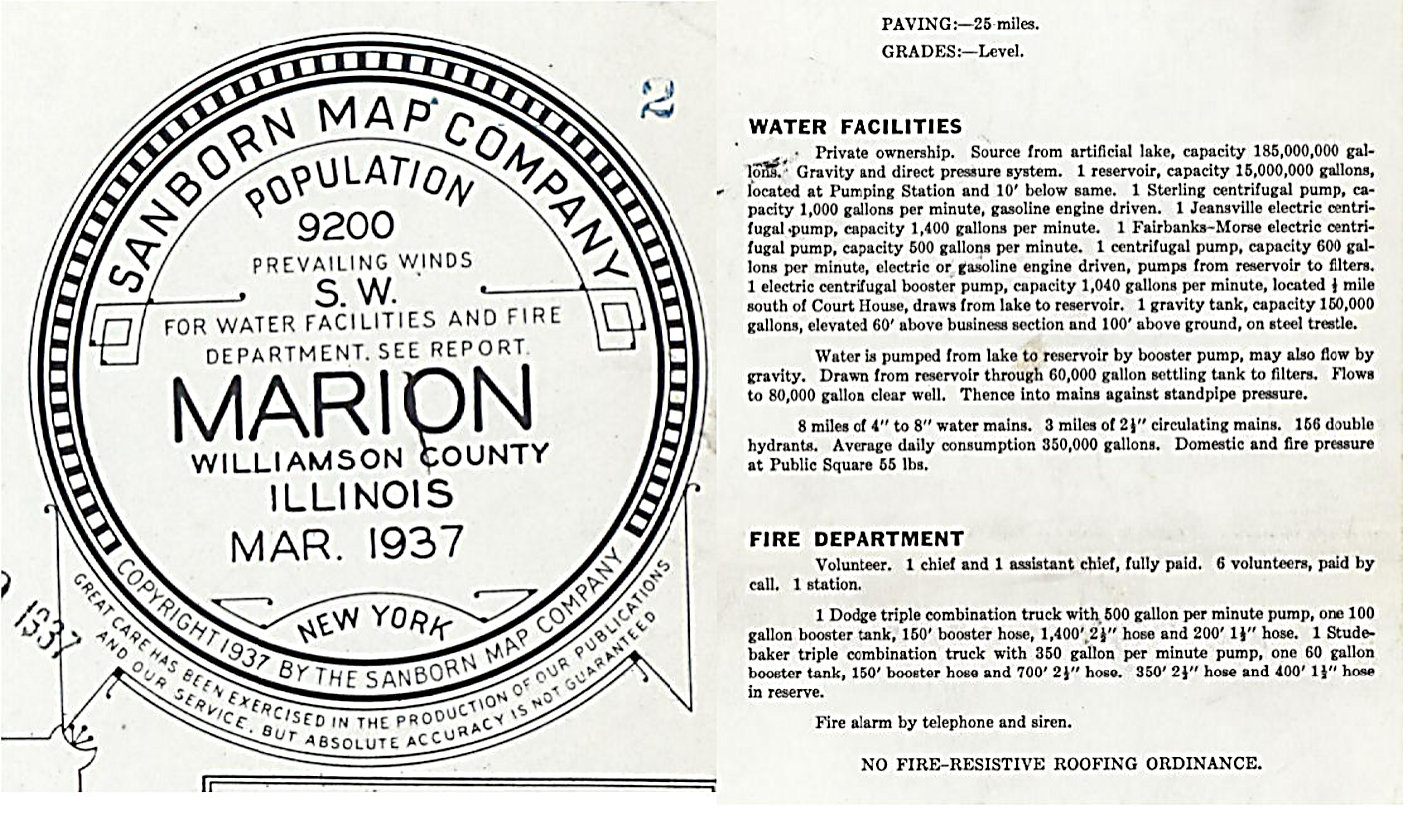 2
SANBORN MAP COMPANY
POPULATION
9200
PREVAILING WINDS
S. W.
FOR WATER FACILITIES AND FIRE
DEPARTMENT. SEE REPORT.
MARION
WILLIAMSON COUNTY
ILLINOIS
MAR. 1937
NEW YORK
COPYRIGHT 1937 BY THE SANBORN MAP COMPANY
GREAT CARE HAS BEEN EXERCISED IN THE PRODUCTION OF OUR PUBLICATIONS
AND OUR SERVICE, BUT ABSOLUTE ACCURACY IS NOT GUARANTEED
1937
PAVING:—25 miles.
GRADES:—Level.
WATER FACILITIES
Private ownership. Source from artificial lake, capacity 185,000,000 gal-
lons. Gravity and direct pressure system. 1 reservoir, capacity 15,000,000 gallons,
located at Pumping Station and 10′ below same. 1 Sterling centrifugal pump, ca-
pacity 1,000 gallons per minute, gasoline engine driven. 1 Jeansville electric centri-
fugal pump, capacity 1,400 gallons per minute. 1 Fairbanks-Morse electric centri-
fugal pump, capacity 500 gallons per minute. 1 centrifugal pump, capacity 600 gal-
lons per minute, electric or gasoline engine driven, pumps from reservoir to filters.
1 electric centrifugal booster pump, capacity 1,040 gallons per minute, located mile
south of Court House, draws from lake to reservoir. 1 gravity tank, capacity 150,000
gallons, elevated 60′ above business section and 100′ above ground, on steel trestle.
Water is pumped from lake to reservoir by booster pump, may also flow by
gravity. Drawn from reservoir through 60,000 gallon settling tank to filters. Flows
to 80,000 gallon clear well. Thence into mains against standpipe pressure.
8 miles of 4″ to 8″ water mains. 3 miles of 2½″ circulating mains. 156 double
hydrants. Average daily consumption 350,000 gallons. Domestic and fire pressure
at Public Square 55 lbs.
FIRE DEPARTMENT
Volunteer. 1 chief and 1 assistant chief, fully paid. 6 volunteers, paid by
call. 1 station.
1 Dodge triple combination truck with 500 gallon per minute pump, one 100
gallon booster tank, 150′ booster hose, 1,400′ 2½″ hose and 200′ 1½″ hose. 1 Stude-
baker triple combination truck with 350 gallon per minute pump, one 60 gallon
booster tank, 150′ booster hose and 700′ 2½″ hose. 350′ 2½″ hose and 400′ 1½″ hose
in reserve.
Fire alarm by telephone and siren.
NO FIRE-RESISTIVE ROOFING ORDINANCE.